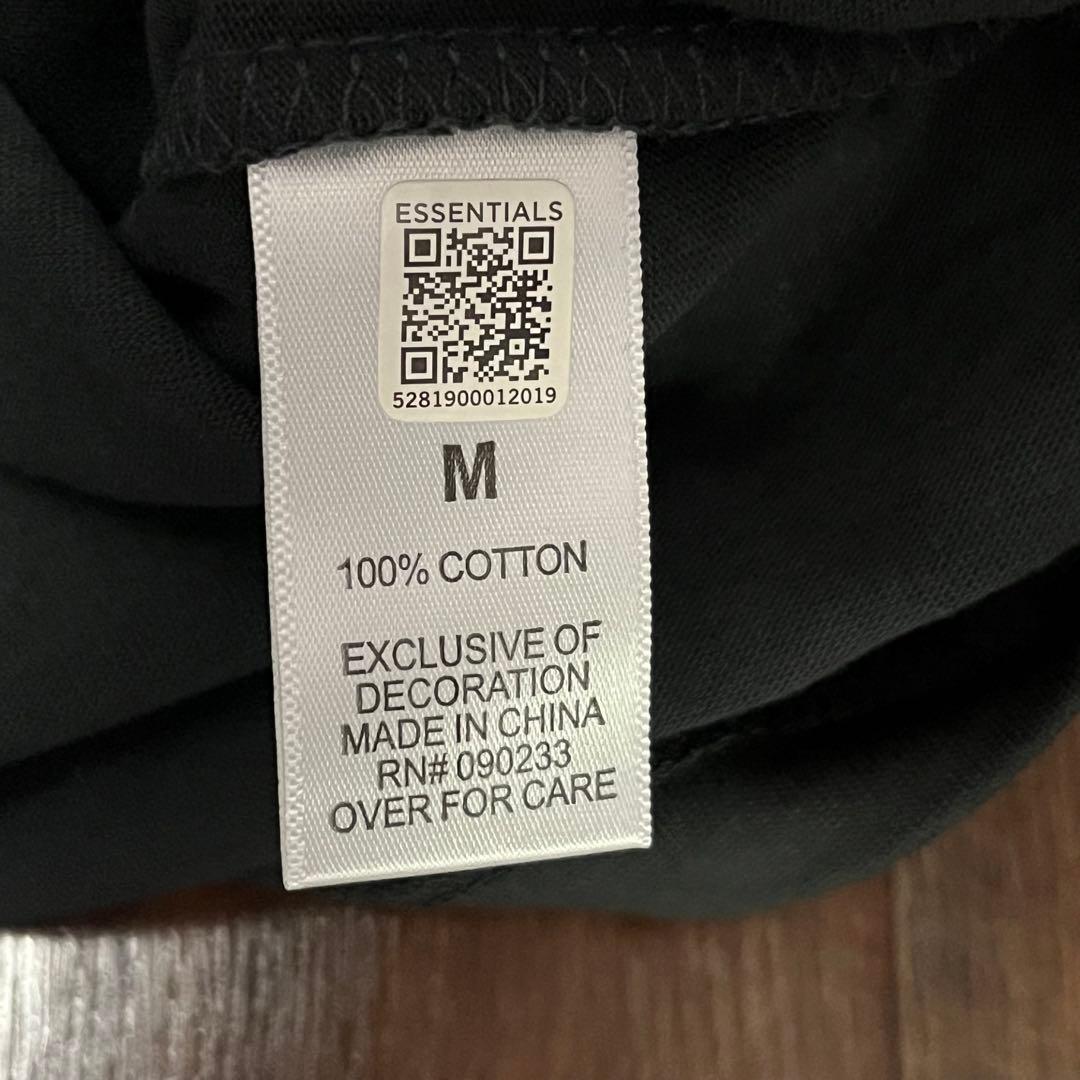 ESSENTIALS
5281900012019
M
100% COTTON
EXCLUSIVE OF
DECORATION
MADE IN CHINA
RN# 090233
OVER FOR CARE